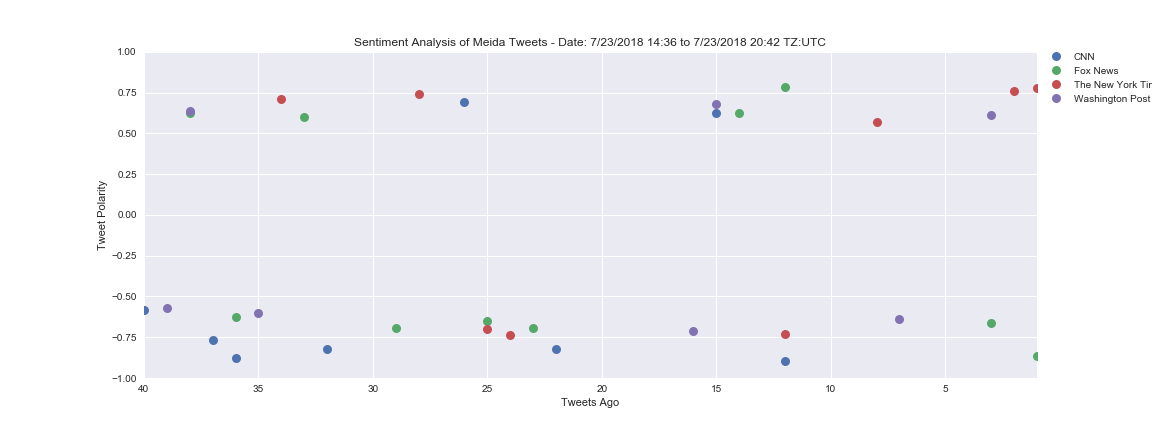 Sentiment Analysis of Meida Tweets - Date: 7/23/2018 14:36 to 7/23/2018 20:42 TZ:UTC
CNN
Fox News
The New York Tir
Washington Post
1.00
0.75
0.50
0.25
0.00
−0.25
−0.50
−0.75
−1.00
Tweet Polarity
40
35
30
25
20
15
10
5
Tweets Ago